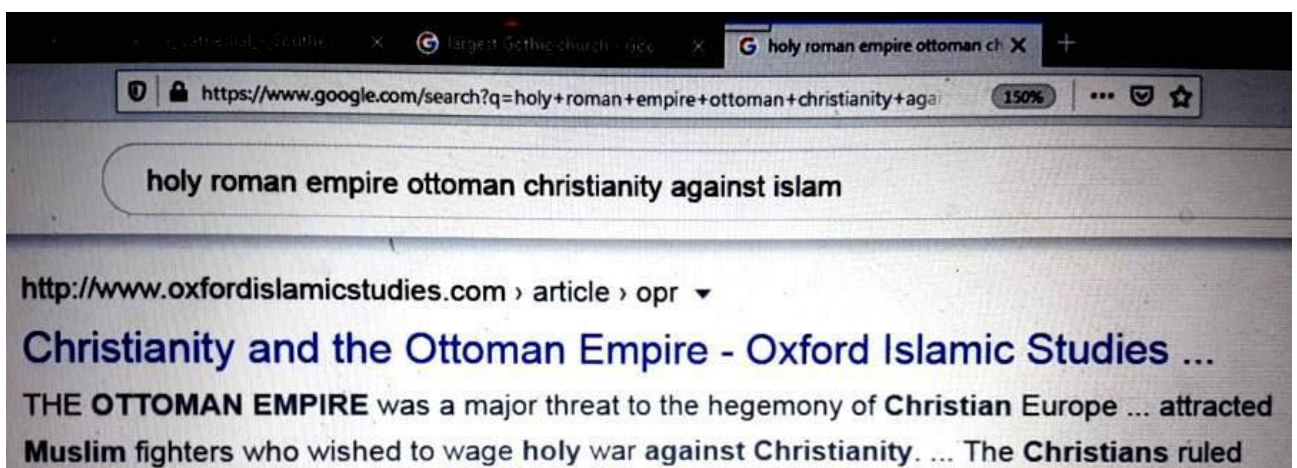 largest Gothic church - Goo
holy roman empire ottoman ch
https://www.google.com/search?q=holy+roman+empire+ottoman+christianity+agai
150%
holy roman empire ottoman christianity against islam
http://www.oxfordislamicstudies.com › article › opr
Christianity and the Ottoman Empire - Oxford Islamic Studies ...
THE OTTOMAN EMPIRE was a major threat to the hegemony of Christian Europe ... attracted
Muslim fighters who wished to wage holy war against Christianity. ... The Christians ruled